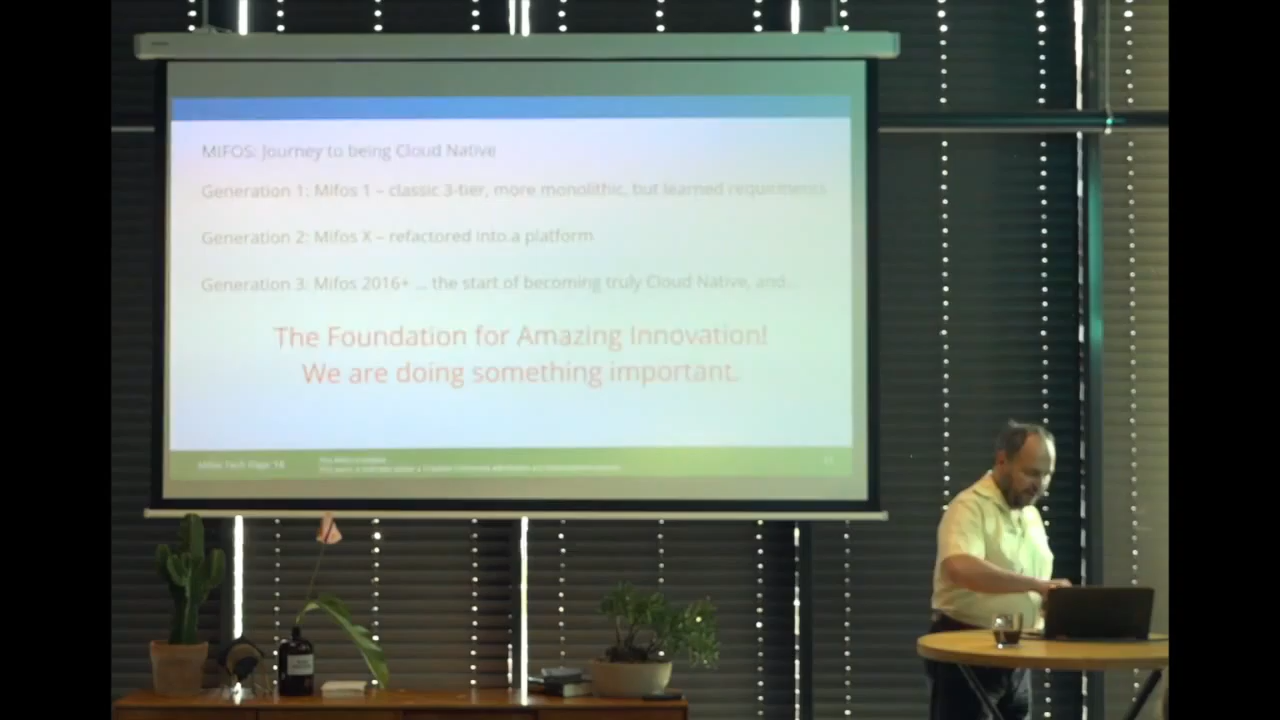 MIFOS: Journey to being Cloud Native
Generation 1: Mifos 1 – classic 3-tier, more monolithic, but learned requirements
Generation 2: Mifos X – refactored into a platform
Generation 3: Mifos 2016+ ... the start of becoming truly Cloud Native, and...
The Foundation for Amazing Innovation!
We are doing something important.